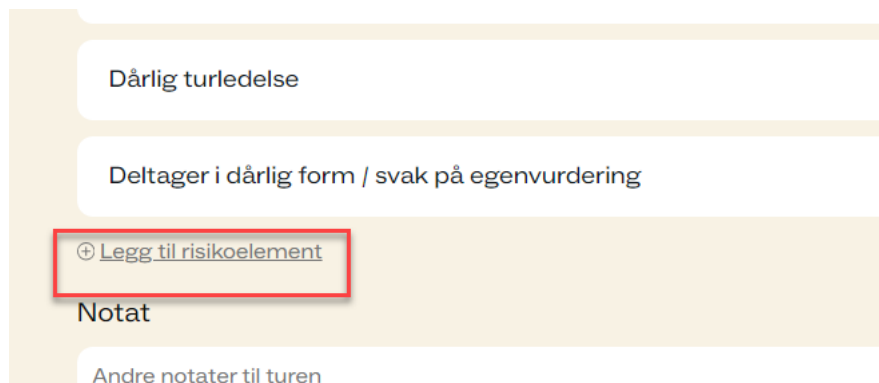 Dårlig turledelse
Deltager i dårlig form / svak på egenvurdering
Legg til risikoelement
Notat
Andre notater til turen